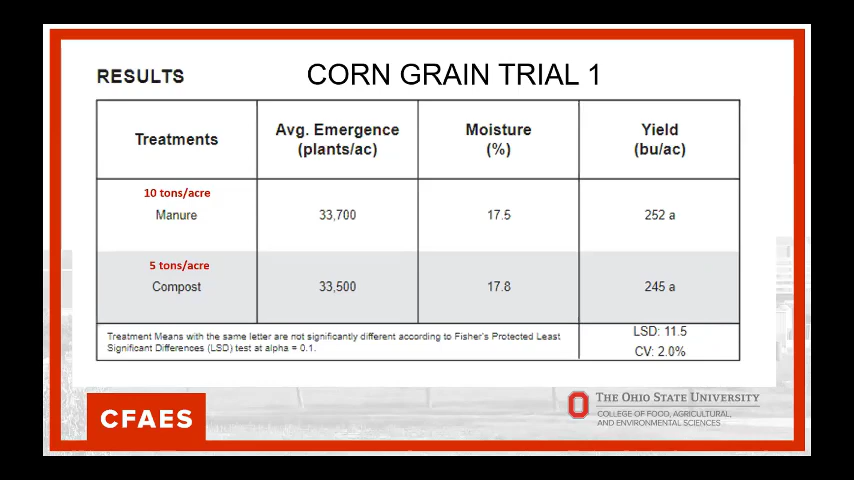 RESULTS
CORN GRAIN TRIAL 1
Treatments
Avg. Emergence
(plants/ac)
Moisture
(%)
Yield
(bu/ac)
10 tons/acre
Manure
33,700
17.5
252 a
5 tons/acre
Compost
33,500
17.8
245 a
Treatment Means with the same letter are not significantly different according to Fisher's Protected Least
Significant Differences (LSD) test at alpha = 0.1.
LSD: 11.5
CV: 2.0%
CFAES
THE OHIO STATE UNIVERSITY
COLLEGE OF FOOD, AGRICULTURAL,
AND ENVIRONMENTAL SCIENCES